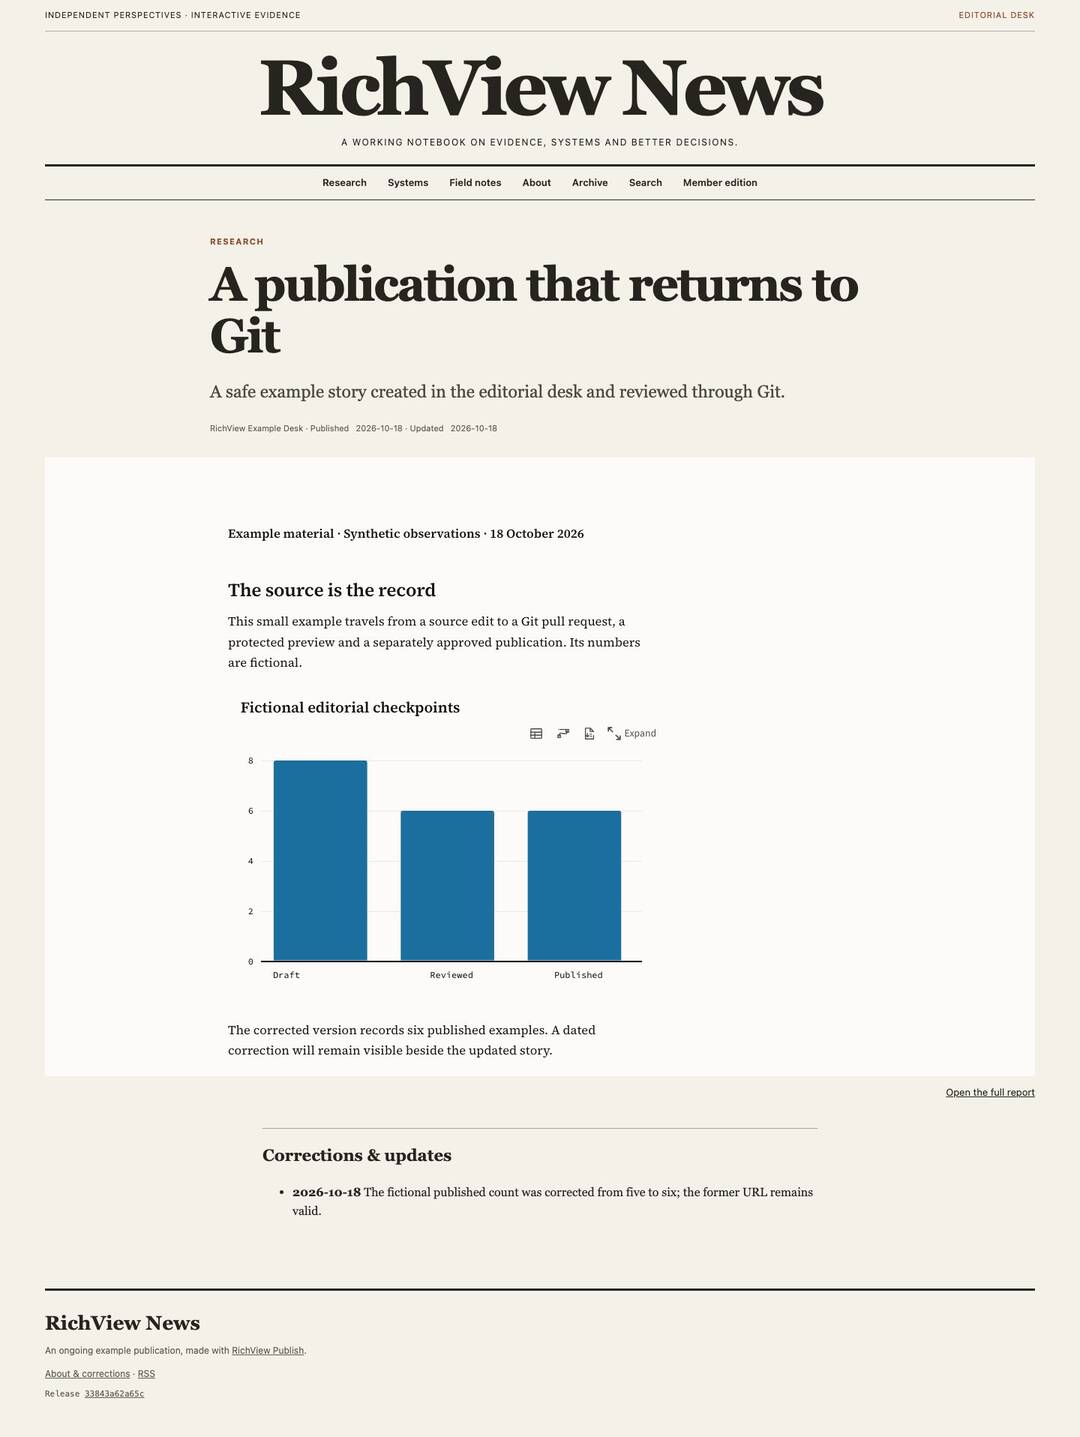 INDEPENDENT PERSPECTIVES · INTERACTIVE EVIDENCE
EDITORIAL DESK
RichView News
A WORKING NOTEBOOK ON EVIDENCE, SYSTEMS AND BETTER DECISIONS.
Research Systems Field notes About Archive Search Member edition
RESEARCH
A publication that returns to
Git
A safe example story created in the editorial desk and reviewed through Git.
RichView Example Desk · Published 2026-10-18 · Updated 2026-10-18
Example material · Synthetic observations · 18 October 2026
The source is the record
This small example travels from a source edit to a Git pull request, a
protected preview and a separately approved publication. Its numbers
are fictional.
Fictional editorial checkpoints
Expand
8
6
4
2
0
Draft Reviewed Published
The corrected version records six published examples. A dated
correction will remain visible beside the updated story.
Open the full report
Corrections & updates
• 2026-10-18 The fictional published count was corrected from five to six; the former URL remains
valid.
RichView News
An ongoing example publication, made with RichView Publish.
About & corrections · RSS
Release 33843a62a65c